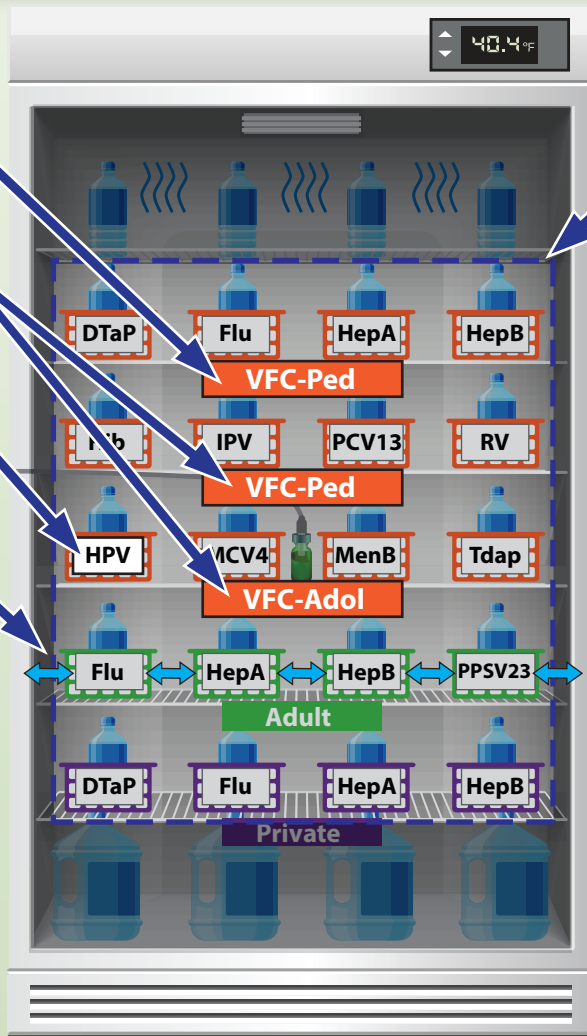 40.4 °F
DTaP Flu HepA HepB
VFC-Ped
Hib IPV PCV13 RV
VFC-Ped
HPV MCV4 MenB Tdap
VFC-Adol
Flu HepA HepB PPSV23
Adult
DTaP Flu HepA HepB
Private